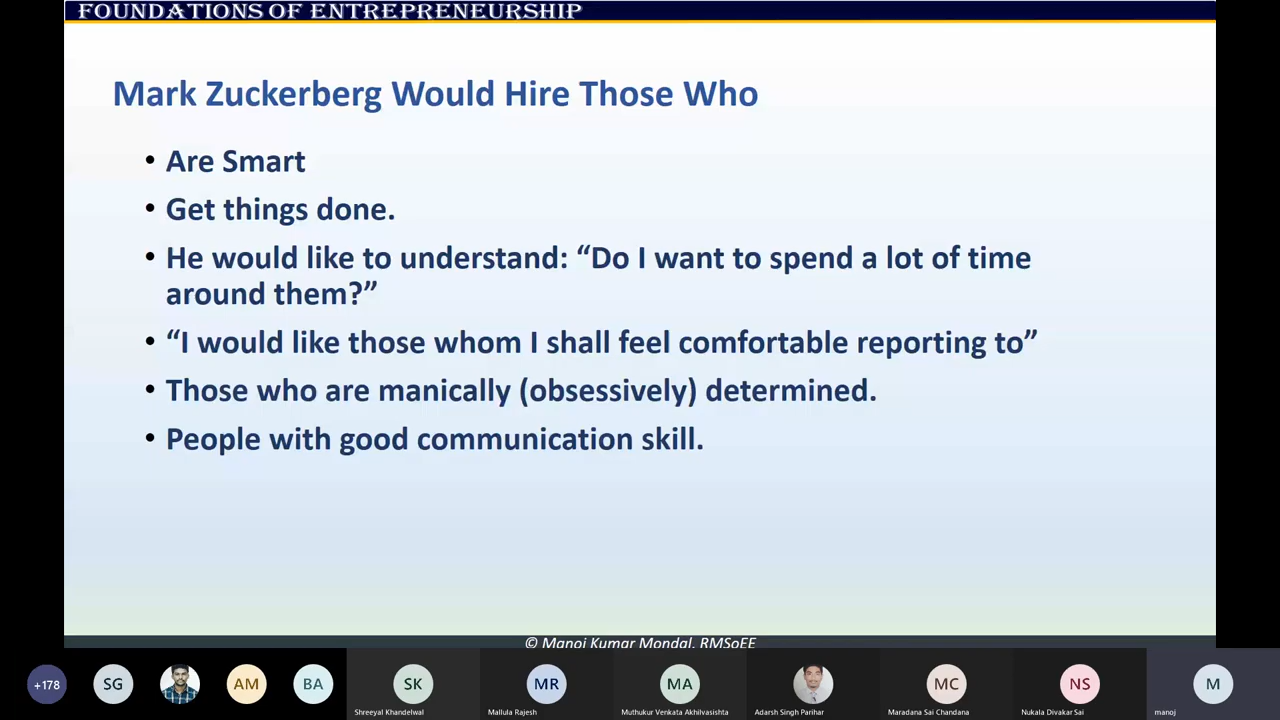 FOUNDATIONS OF ENTREPRENEURSHIP
Mark Zuckerberg Would Hire Those Who
• Are Smart
• Get things done.
• He would like to understand: “Do I want to spend a lot of time
around them?”
• “I would like those whom I shall feel comfortable reporting to”
• Those who are manically (obsessively) determined.
• People with good communication skill.
© Manoj Kumar Mondal, RMSoEE
+178
SG
AM
BA
SK
MR
MA
MC
NS
M
Shreeyal Khandelwal
Mallula Rajesh
Muthukur Venkata Akhilvasishta
Adarsh Singh Parihar
Maradana Sai Chandana
Nukala Divakar Sai
manoj